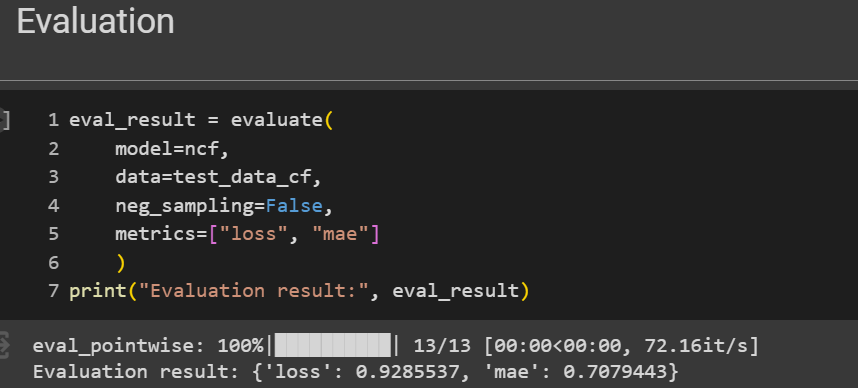 Evaluation
]
1 eval_result = evaluate(
2     model=ncf,
3     data=test_data_cf,
4     neg_sampling=False,
5     metrics=["loss", "mae"]
6     )
7 print("Evaluation result:", eval_result)
eval_pointwise: 100%|██████████| 13/13 [00:00<00:00, 72.16it/s]
Evaluation result: {'loss': 0.9285537, 'mae': 0.7079443}